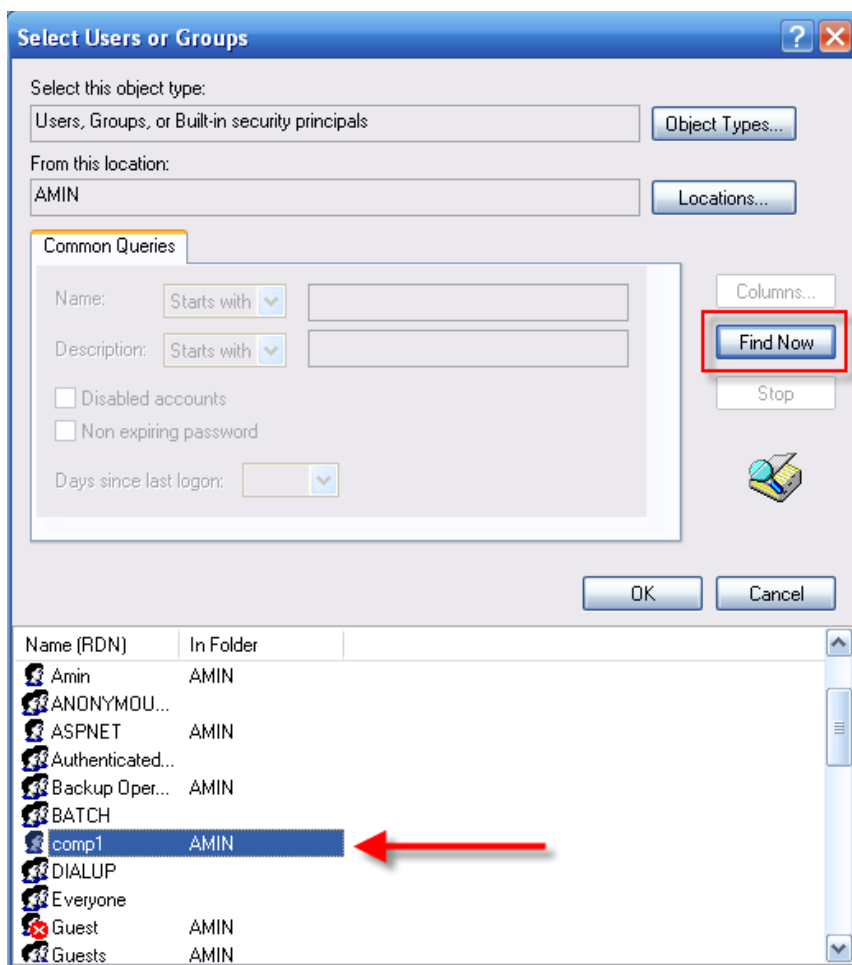 Select Users or Groups
Select this object type:
Users, Groups, or Built-in security principals
Object Types...
From this location:
AMIN
Locations...
Common Queries
Name:
Starts with
Columns...
Find Now
Description:
Starts with
Stop
Disabled accounts
Non expiring password
Days since last logon:
OK
Cancel
Name (RDN) In Folder
Amin AMIN
ANONYMOU...
ASPNET AMIN
Authenticated...
Backup Oper... AMIN
BATCH
comp1 AMIN
DIALUP
Everyone
Guest AMIN
Guests AMIN